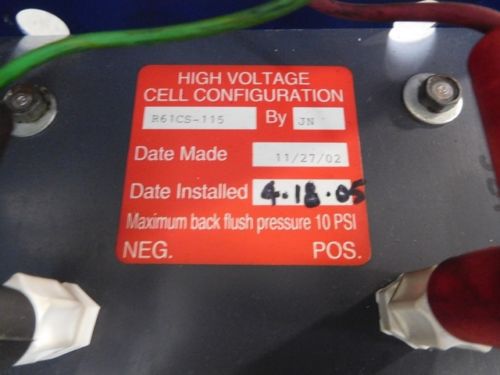 HIGH VOLTAGE
CELL CONFIGURATION
R61CS-115 By JN
Date Made 11/27/02
Date Installed 4.18.05
Maximum back flush pressure 10 PSI
NEG. POS.